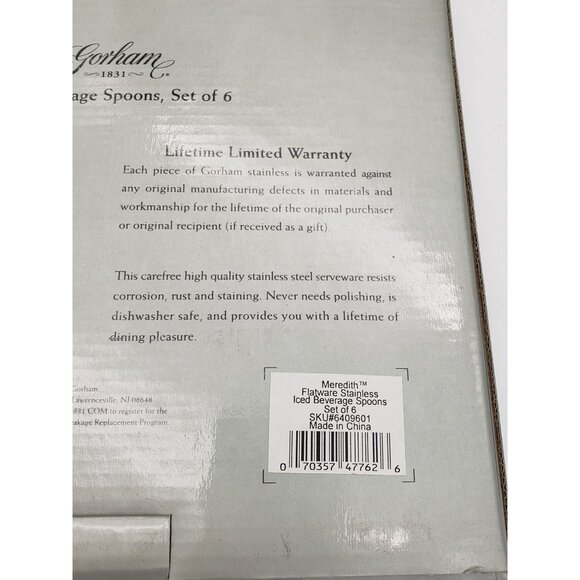 Gorham
1831
age Spoons, Set of 6
Lifetime Limited Warranty
Each piece of Gorham stainless is warranted against
any original manufacturing defects in materials and
workmanship for the lifetime of the original purchaser
or original recipient (if received as a gift).
This carefree high quality stainless steel serveware resists
corrosion, rust and staining. Never needs polishing, is
dishwasher safe, and provides you with a lifetime of
dining pleasure.
Gorham
Lawrenceville, NJ 08648
831.COM to register for the
eakage Replacement Program
Meredith™
Flatware Stainless
Iced Beverage Spoons
Set of 6
SKU#6409601
Made in China
0 70357 47762 6